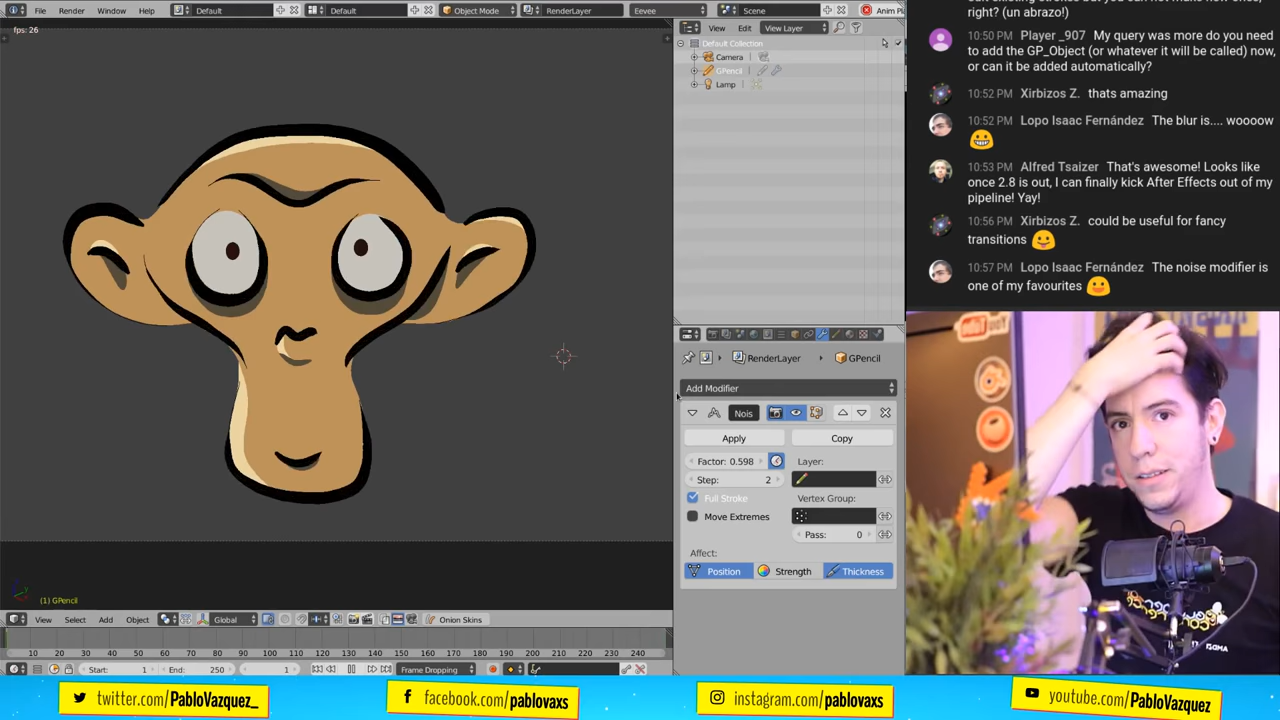 File Render Window Help Default Default Object Mode RenderLayer Eevee Scene Anim Pl
fps: 26
View Edit View Layer
Default Collection
Camera
GPencil
Lamp
RenderLayer GPencil
Add Modifier
Nois
Apply Copy
Factor: 0.598 Layer:
Step: 2
Full Stroke Vertex Group:
Move Extremes
Pass: 0
Affect:
Position Strength Thickness
(1) GPencil
View Select Add Object Global Onion Skins
10 20 30 40 50 60 70 80 90 100 110 120 130 140 150 160 170 180 190 200 210 220 230 240
Start: 1 End: 250 1 Frame Dropping
right? (un abrazo!)
10:50 PM Player _907 My query was more do you need
to add the GP_Object (or whatever it will be called) now,
or can it be added automatically?
10:52 PM Xirbizos Z. thats amazing
10:52 PM Lopo Isaac Fernández The blur is.... woooow
10:53 PM Alfred Tsaizer That's awesome! Looks like
once 2.8 is out, I can finally kick After Effects out of my
pipeline! Yay!
10:56 PM Xirbizos Z. could be useful for fancy
transitions
10:57 PM Lopo Isaac Fernández The noise modifier is
one of my favourites
twitter.com/PabloVazquez_
facebook.com/pablovaxs
instagram.com/pablovaxs
youtube.com/PabloVazquez